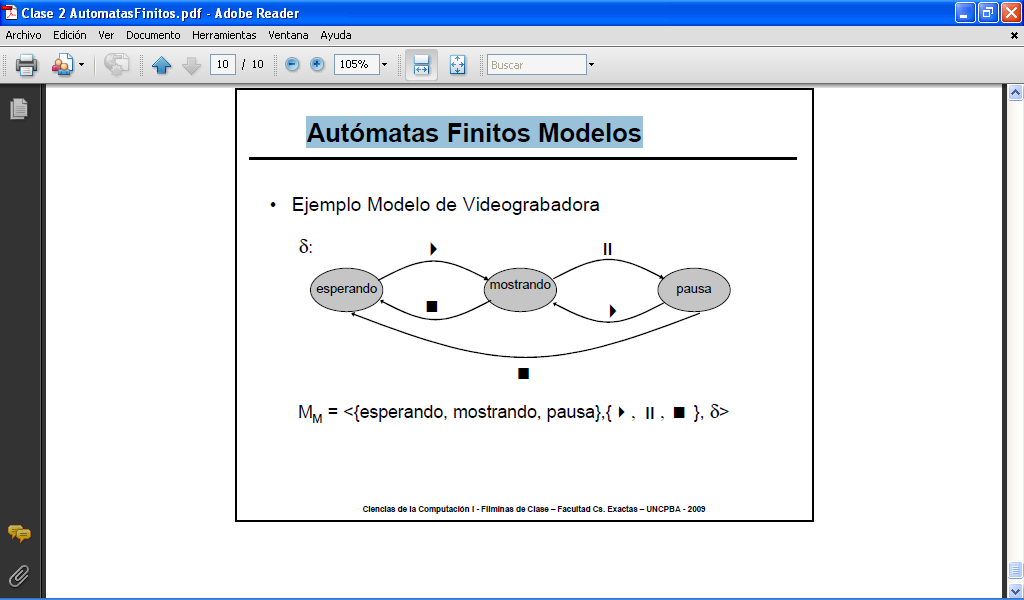 Clase 2 AutomatasFinitos.pdf - Adobe Reader
Archivo Edición Ver Documento Herramientas Ventana Ayuda
10 / 10 105% Buscar
Autómatas Finitos Modelos
• Ejemplo Modelo de Videograbadora
δ:
⏵ ⏸
esperando mostrando pausa
■ ⏵
■
M_M = <{esperando, mostrando, pausa},{⏵, ⏸, ■ }, δ>
Ciencias de la Computación I - Filminas de Clase – Facultad Cs. Exactas – UNCPBA - 2009